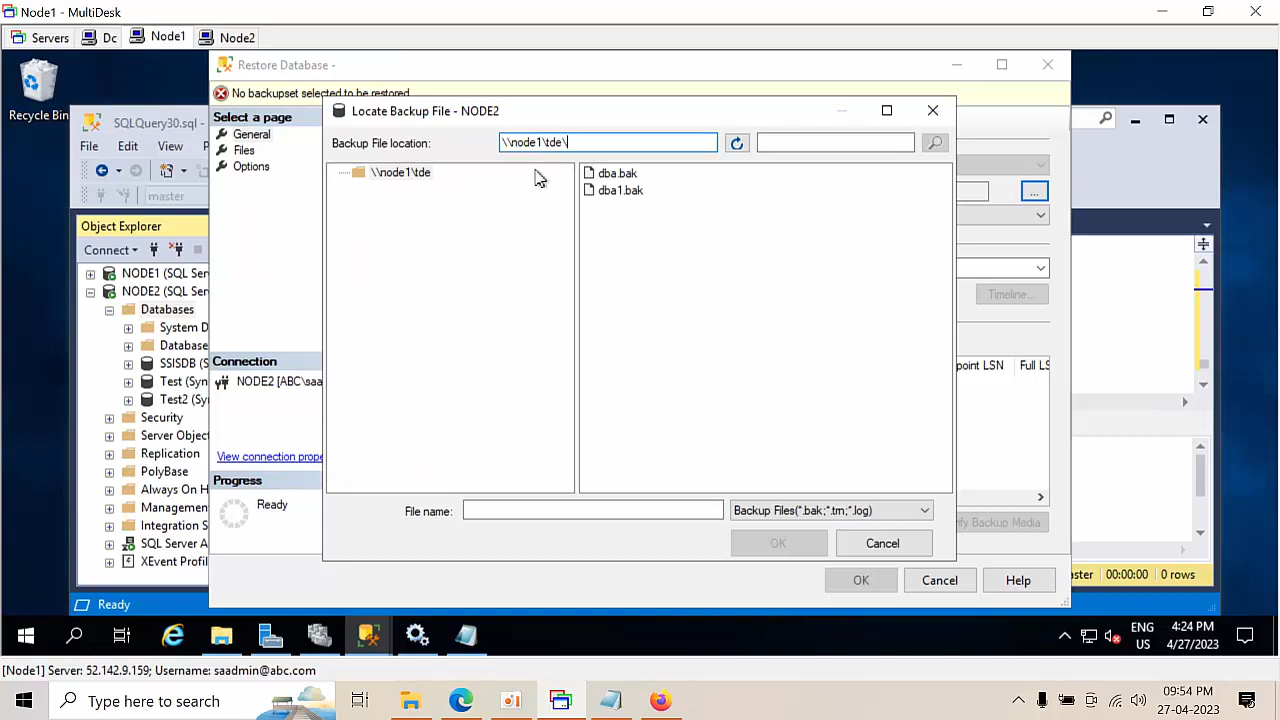 Node1 - MultiDesk
Servers Dc Node1 Node2
Recycle Bin
Restore Database -
No backupset selected to be restored.
Select a page
General
Files
Options
SQLQuery30.sql -
File Edit View
master
Object Explorer
Connect
NODE1 (SQL Ser
NODE2 (SQL Ser
Databases
System D
Database
SSISDB (S
Test (Syn
Test2 (Sy
Security
Server Object
Replication
PolyBase
Always On H
Management
Integration S
SQL Server A
XEvent Profil
Ready
Connection
NODE2 [ABC\saa
View connection prope
Progress
Ready
Locate Backup File - NODE2
Backup File location: \\node1\tde\
\\node1\tde
dba.bak
dba1.bak
File name:
Backup Files(*.bak;*.trn;*.log)
OK Cancel
...
Timeline...
point LSN Full LS
fy Backup Media
OK Cancel Help
ster 00:00:00 0 rows
ENG
US
4:24 PM
4/27/2023
[Node1] Server: 52.142.9.159; Username: saadmin@abc.com
Type here to search
ENG
IN
09:54 PM
27-04-2023